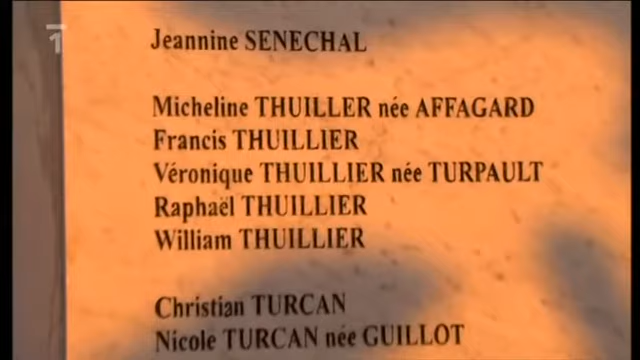 1
Jeannine SENECHAL
Micheline THUILLER née AFFAGARD
Francis THUILLIER
Véronique THUILLIER née TURPAULT
Raphaël THUILLIER
William THUILLIER
Christian TURCAN
Nicole TURCAN née GUILLOT